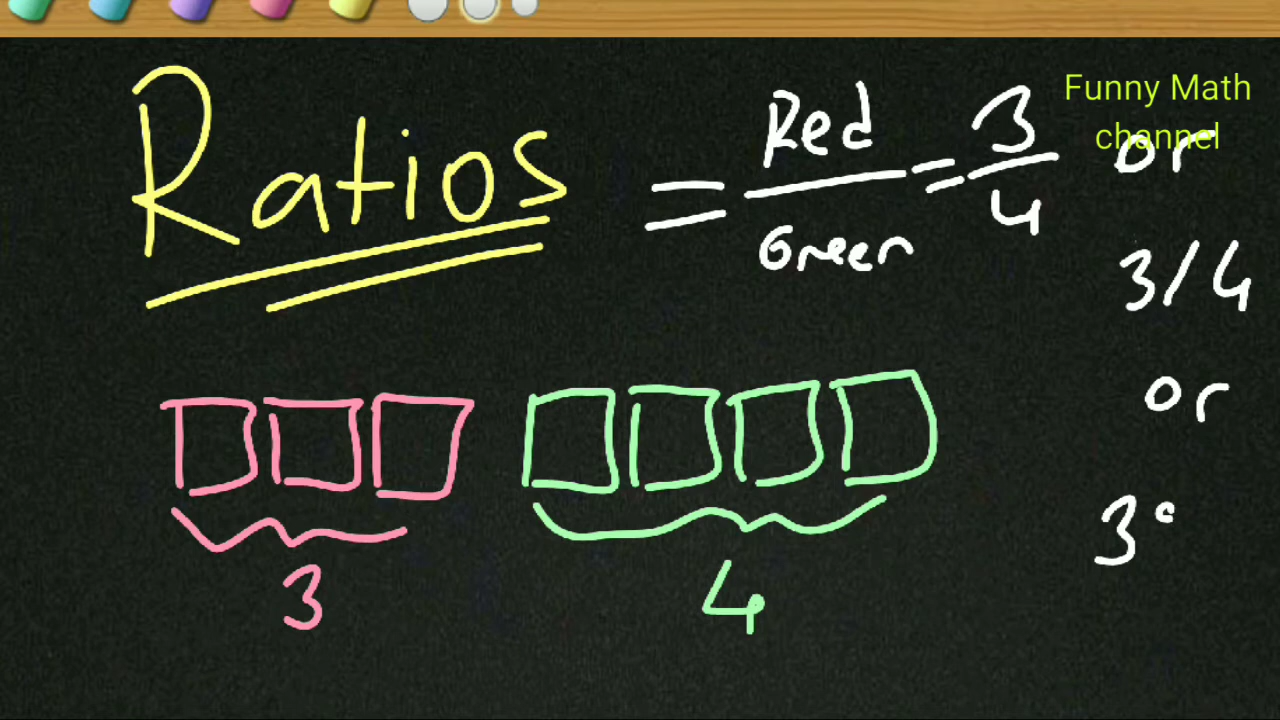 Ratios = Red / Green = 3 / 4
Funny Math
channel
or
3/4
or
3°
3
4